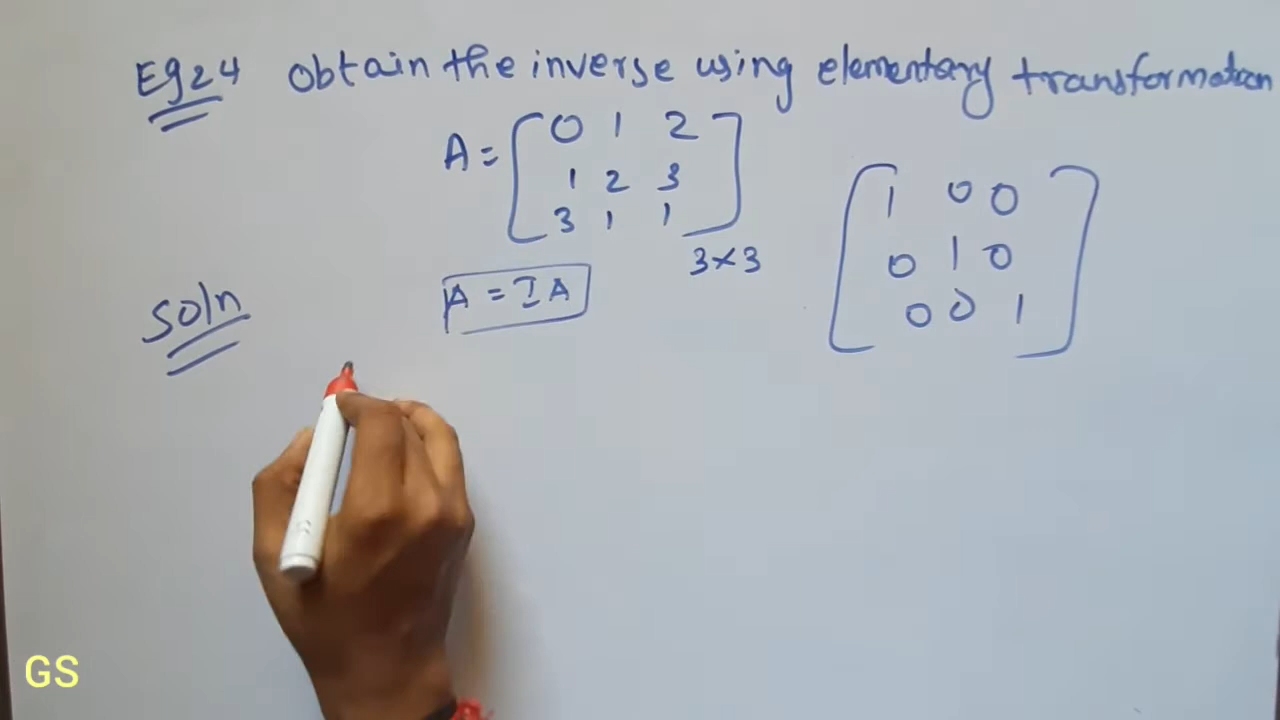 Eg 24 Obtain the inverse using elementary transformation
A = [ 0 1 2
1 2 3
3 1 1 ] 3×3
Soln
A = IA
[ 1 0 0
0 1 0
0 0 1 ]
GS